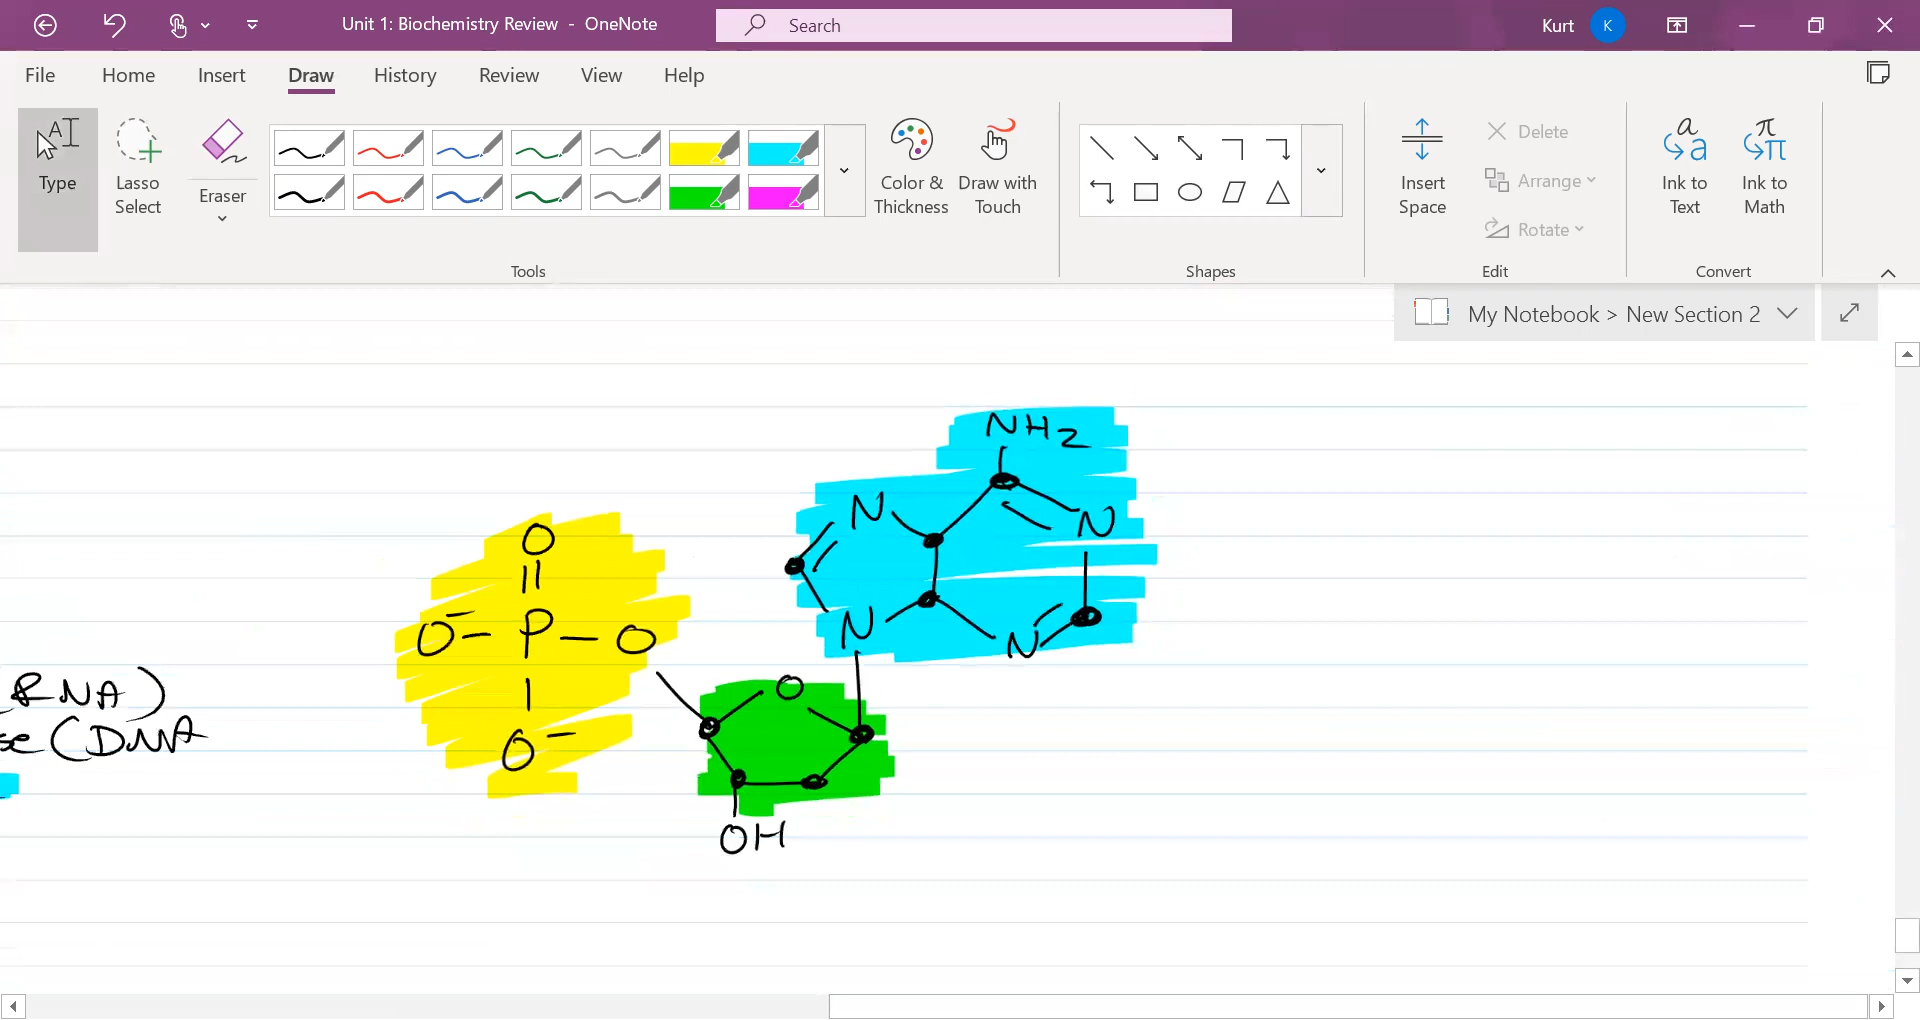 Unit 1: Biochemistry Review - OneNote
Search
Kurt
K
File Home Insert Draw History Review View Help
Type
Lasso Select
Eraser
Color & Thickness
Draw with Touch
Insert Space
Delete
Arrange
Rotate
Ink to Text
Ink to Math
Tools
Shapes
Edit
Convert
My Notebook > New Section 2
NH2
N
N
O
O⁻ P O
N
N
RNA)
O
se (DNA
O⁻
OH